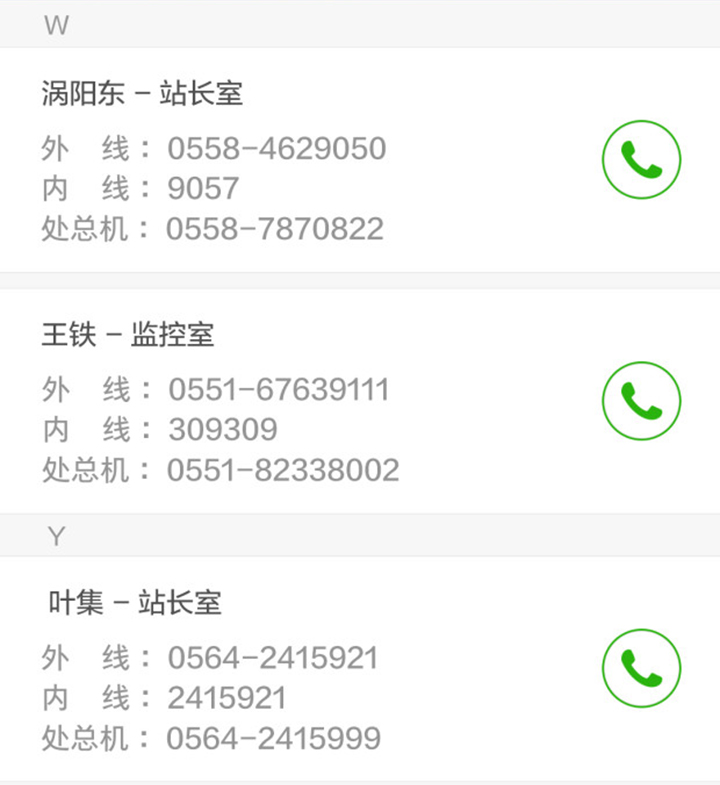 W
涡阳东 – 站长室
外 线：0558-4629050
内 线：9057
处总机：0558-7870822
王铁 – 监控室
外 线：0551-67639111
内 线：309309
处总机：0551-82338002
Y
叶集 – 站长室
外 线：0564-2415921
内 线：2415921
处总机：0564-2415999